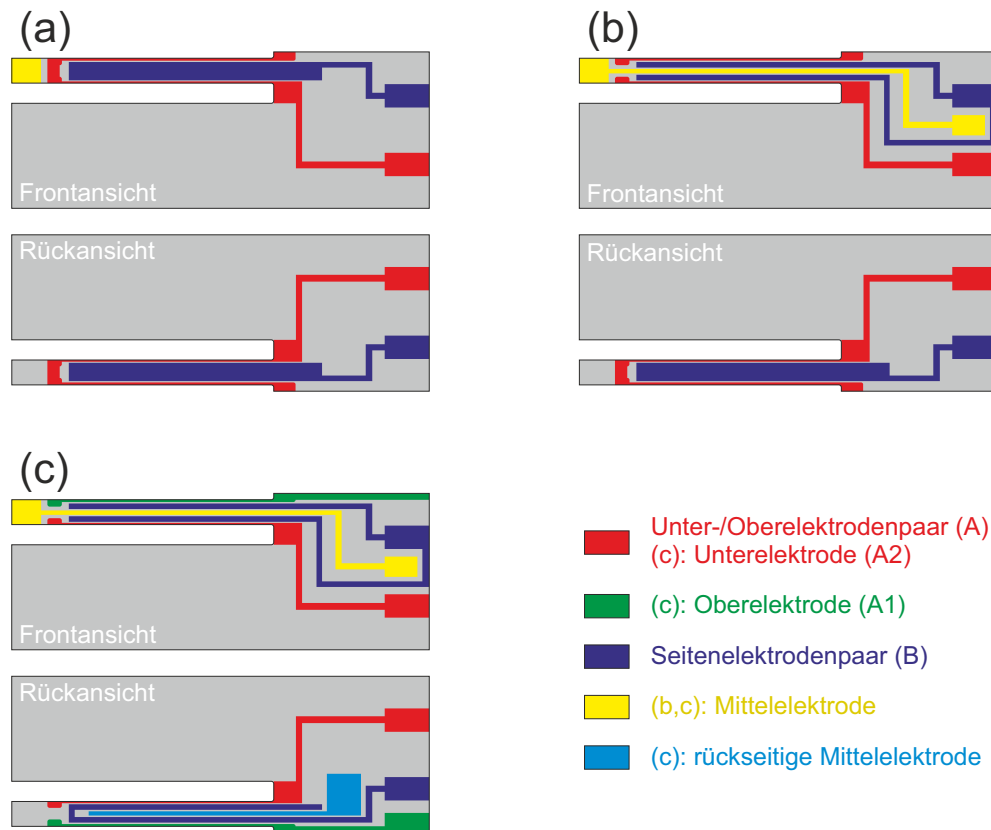 (a)
Frontansicht
Rückansicht
(b)
Frontansicht
Rückansicht
(c)
Frontansicht
Rückansicht
Unter-/Oberelektrodenpaar (A)
(c): Unterelektrode (A2)
(c): Oberelektrode (A1)
Seitenelektrodenpaar (B)
(b,c): Mittelelektrode
(c): rückseitige Mittelelektrode